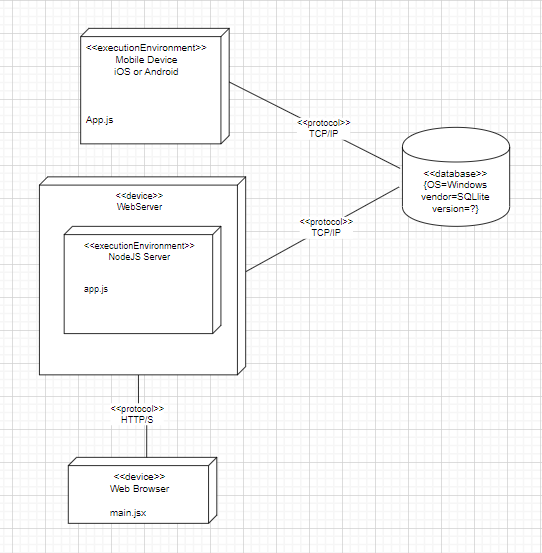 <<executionEnvironment>>
Mobile Device
iOS or Android
App.js
<<protocol>>
TCP/IP
<<database>>
{OS=Windows
vendor=SQLlite
version=?}
<<device>>
WebServer
<<protocol>>
TCP/IP
<<executionEnvironment>>
NodeJS Server
app.js
<<protocol>>
HTTP/S
<<device>>
Web Browser
main.jsx